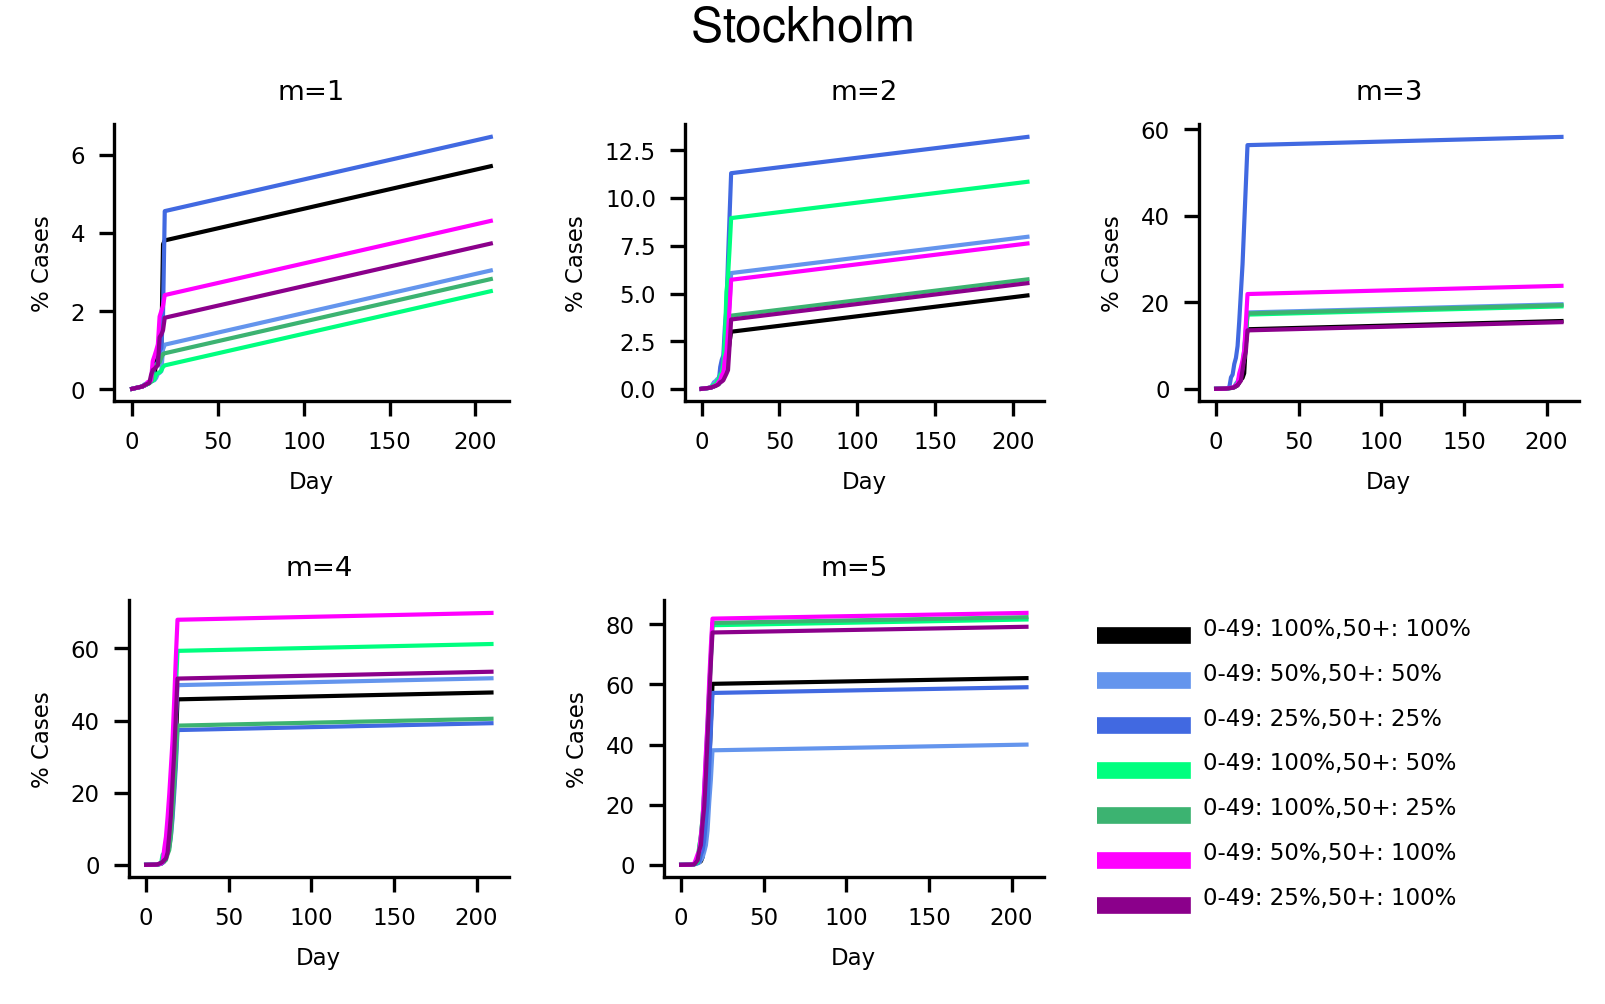 Stockholm
m=1
6
4
2
0
% Cases
0 50 100 150 200
Day
m=2
12.5
10.0
7.5
5.0
2.5
0.0
% Cases
0 50 100 150 200
Day
m=3
60
40
20
0
% Cases
0 50 100 150 200
Day
m=4
60
40
20
0
% Cases
0 50 100 150 200
Day
m=5
80
60
40
20
0
% Cases
0 50 100 150 200
Day
0-49: 100%,50+: 100%
0-49: 50%,50+: 50%
0-49: 25%,50+: 25%
0-49: 100%,50+: 50%
0-49: 100%,50+: 25%
0-49: 50%,50+: 100%
0-49: 25%,50+: 100%